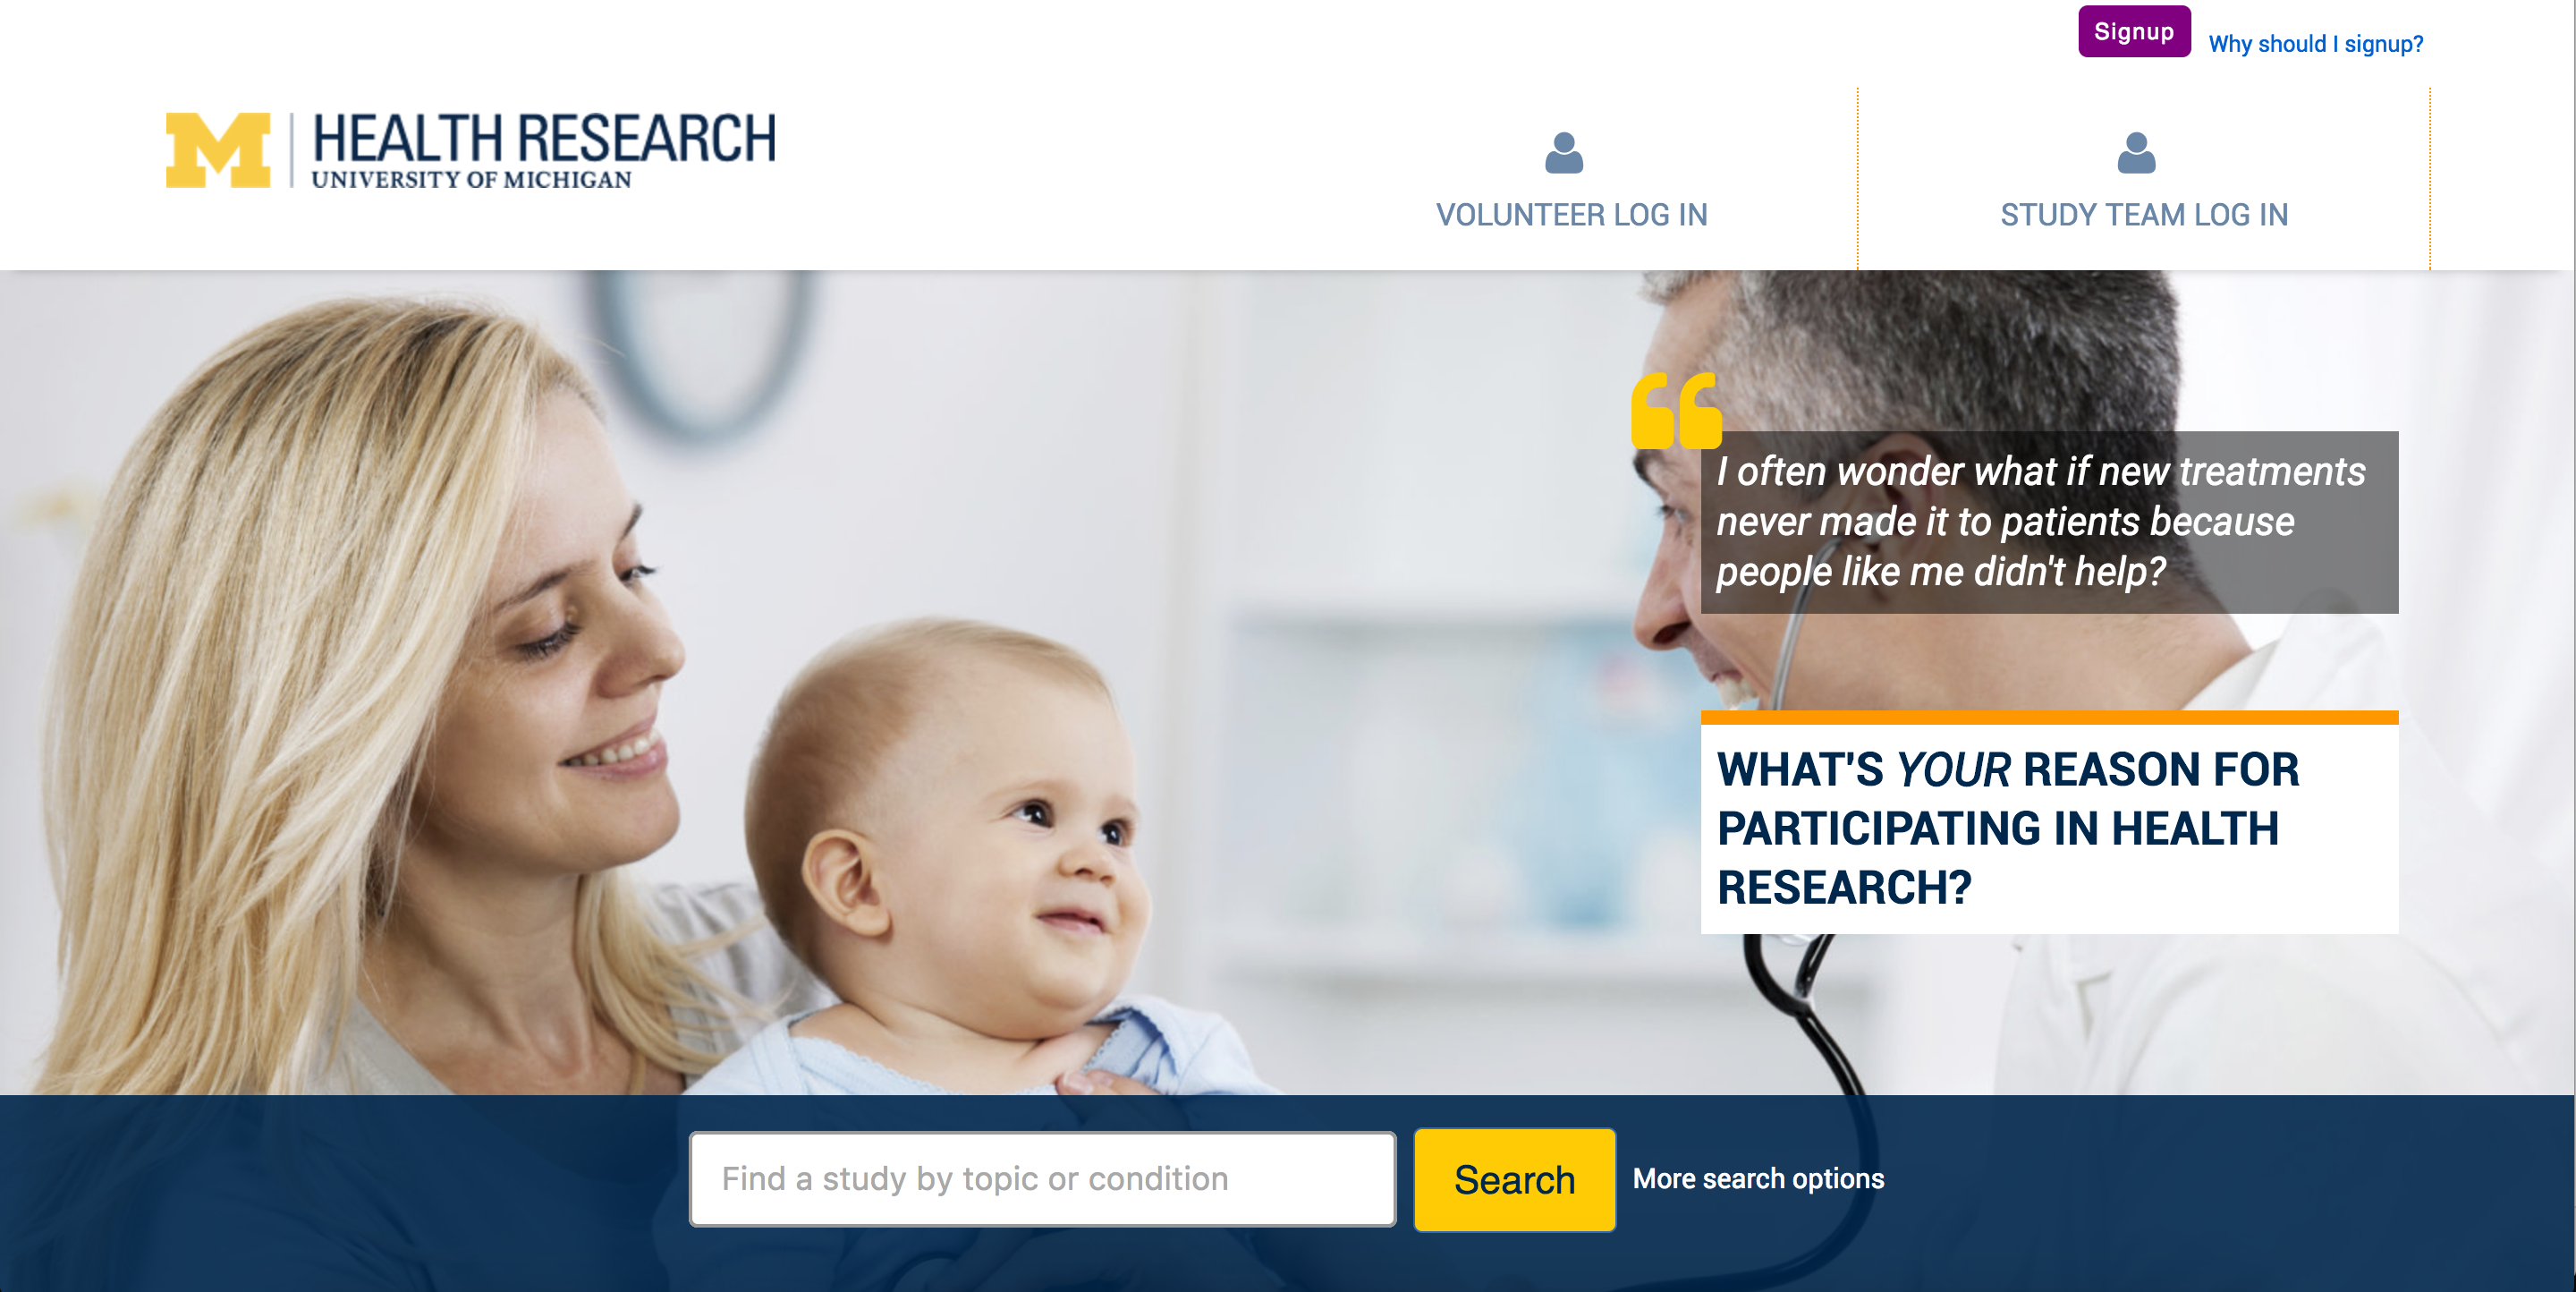 Signup Why should I signup?
M HEALTH RESEARCH
UNIVERSITY OF MICHIGAN
VOLUNTEER LOG IN
STUDY TEAM LOG IN
I often wonder what if new treatments
never made it to patients because
people like me didn't help?
WHAT'S YOUR REASON FOR
PARTICIPATING IN HEALTH
RESEARCH?
Find a study by topic or condition Search More search options